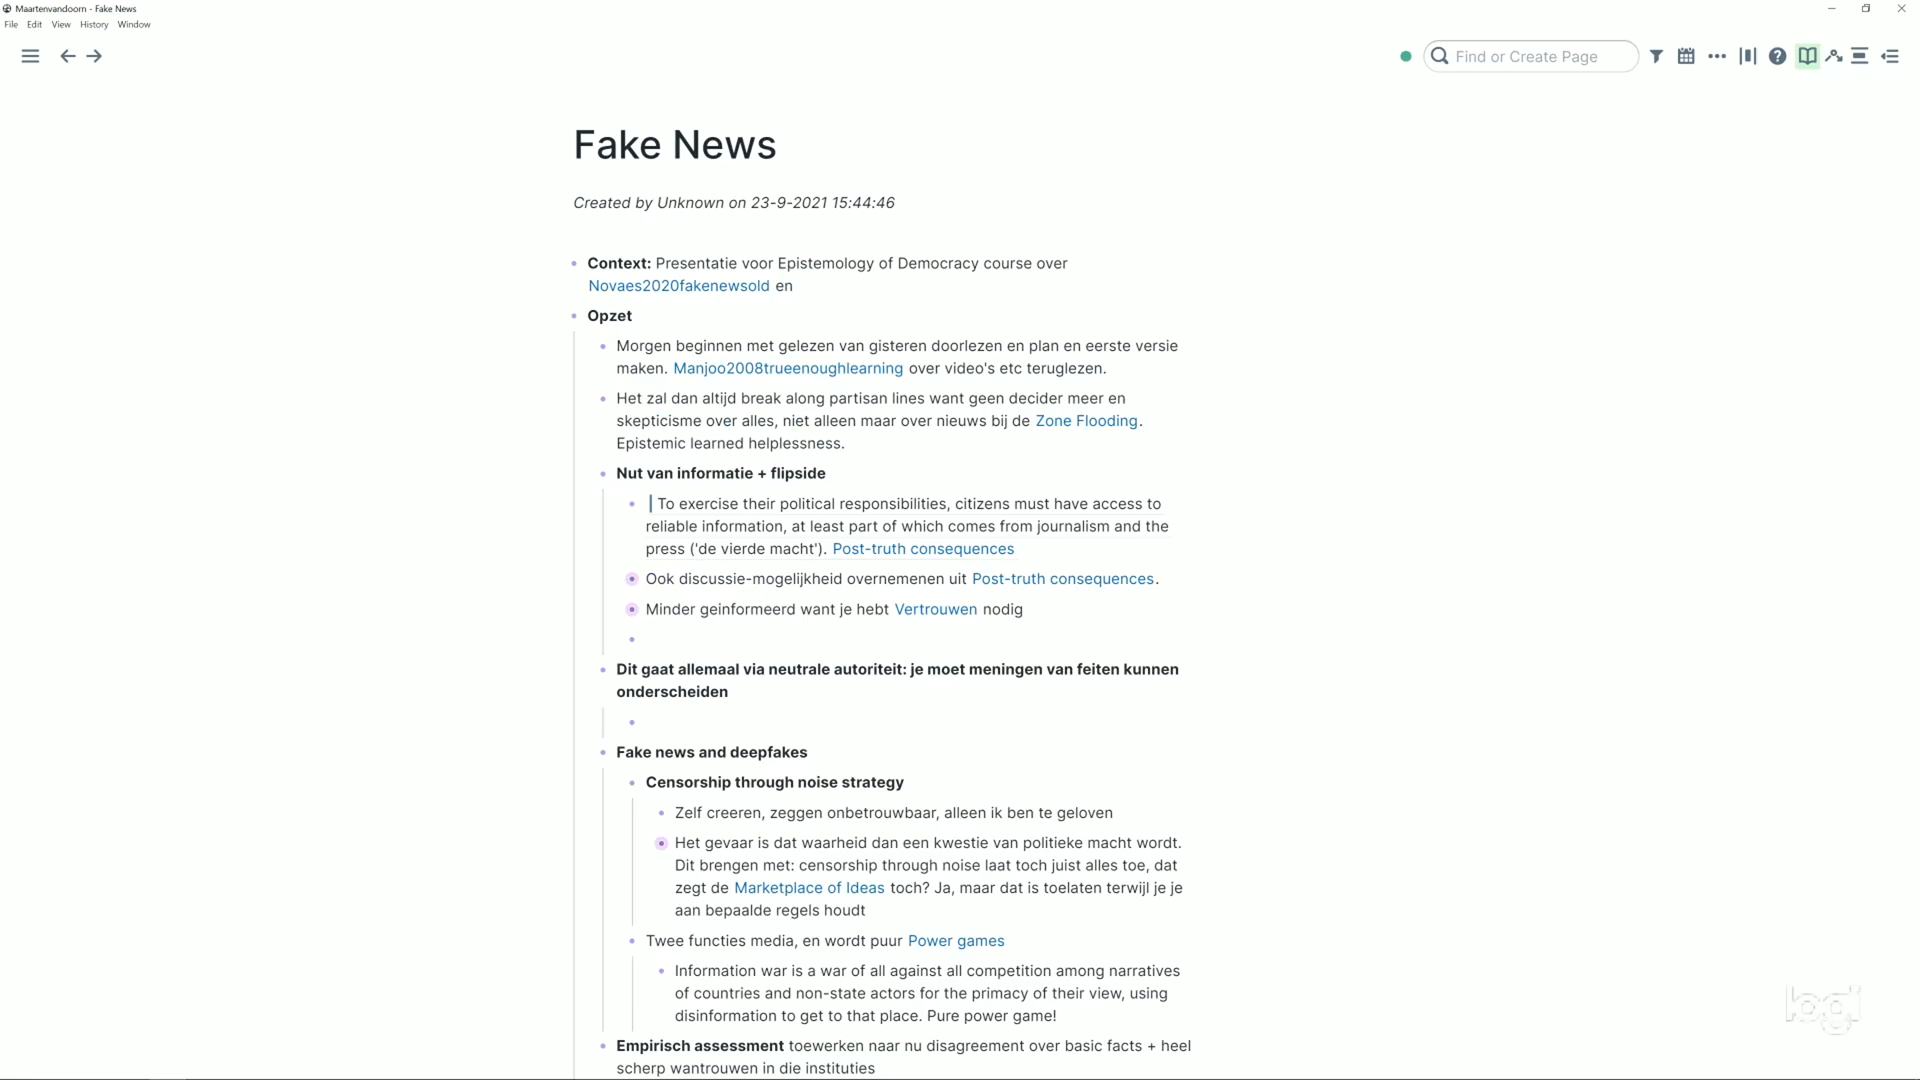 Maartenvandoorn - Fake News
File Edit View History Window
Find or Create Page
Fake News
Created by Unknown on 23-9-2021 15:44:46
Context: Presentatie voor Epistemology of Democracy course over
Novaes2020fakenewsold en
Opzet
Morgen beginnen met gelezen van gisteren doorlezen en plan en eerste versie
maken. Manjoo2008trueenoughlearning over video's etc teruglezen.
Het zal dan altijd break along partisan lines want geen decider meer en
skepticisme over alles, niet alleen maar over nieuws bij de Zone Flooding.
Epistemic learned helplessness.
Nut van informatie + flipside
To exercise their political responsibilities, citizens must have access to
reliable information, at least part of which comes from journalism and the
press ('de vierde macht'). Post-truth consequences
Ook discussie-mogelijkheid overnemenen uit Post-truth consequences.
Minder geinformeerd want je hebt Vertrouwen nodig
Dit gaat allemaal via neutrale autoriteit: je moet meningen van feiten kunnen
onderscheiden
Fake news and deepfakes
Censorship through noise strategy
Zelf creeren, zeggen onbetrouwbaar, alleen ik ben te geloven
Het gevaar is dat waarheid dan een kwestie van politieke macht wordt.
Dit brengen met: censorship through noise laat toch juist alles toe, dat
zegt de Marketplace of Ideas toch? Ja, maar dat is toelaten terwijl je je
aan bepaalde regels houdt
Twee functies media, en wordt puur Power games
Information war is a war of all against all competition among narratives
of countries and non-state actors for the primacy of their view, using
disinformation to get to that place. Pure power game!
Empirisch assessment toewerken naar nu disagreement over basic facts + heel
scherp wantrouwen in die instituties
logi